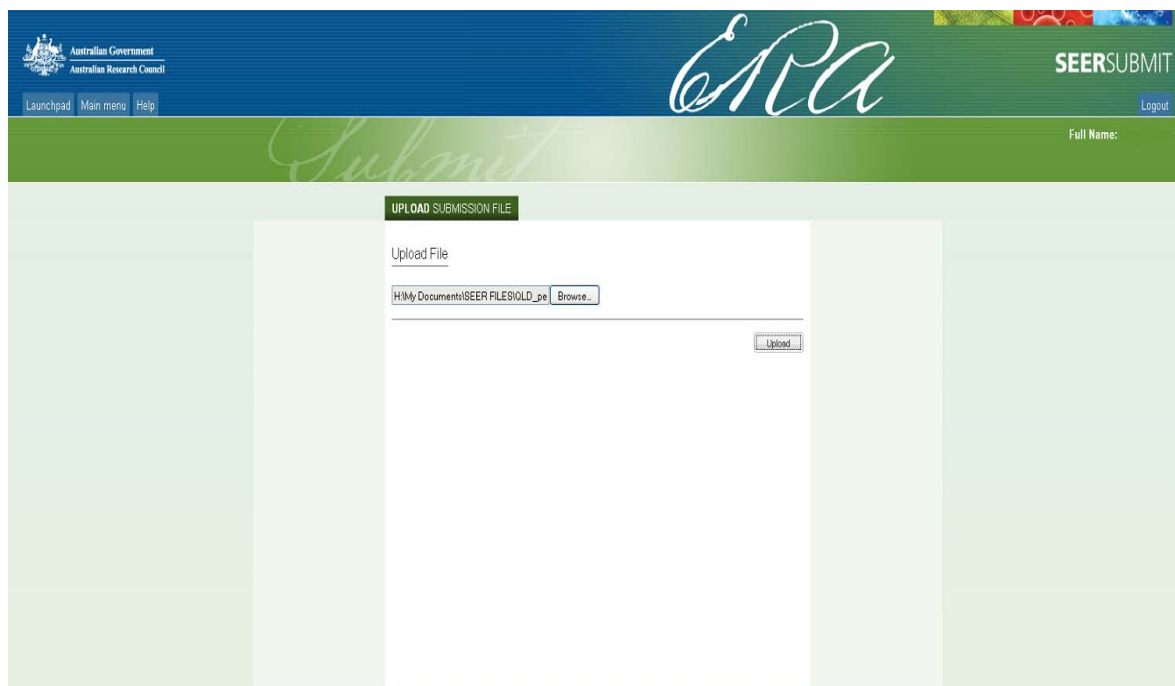 Australian Government
Australian Research Council
ERA
SEERSUBMIT
Launchpad Main menu Help
Logout
Submit
Full Name:
UPLOAD SUBMISSION FILE
Upload File
H:\My Documents\SEER FILES\QLD_pe Browse..
Upload